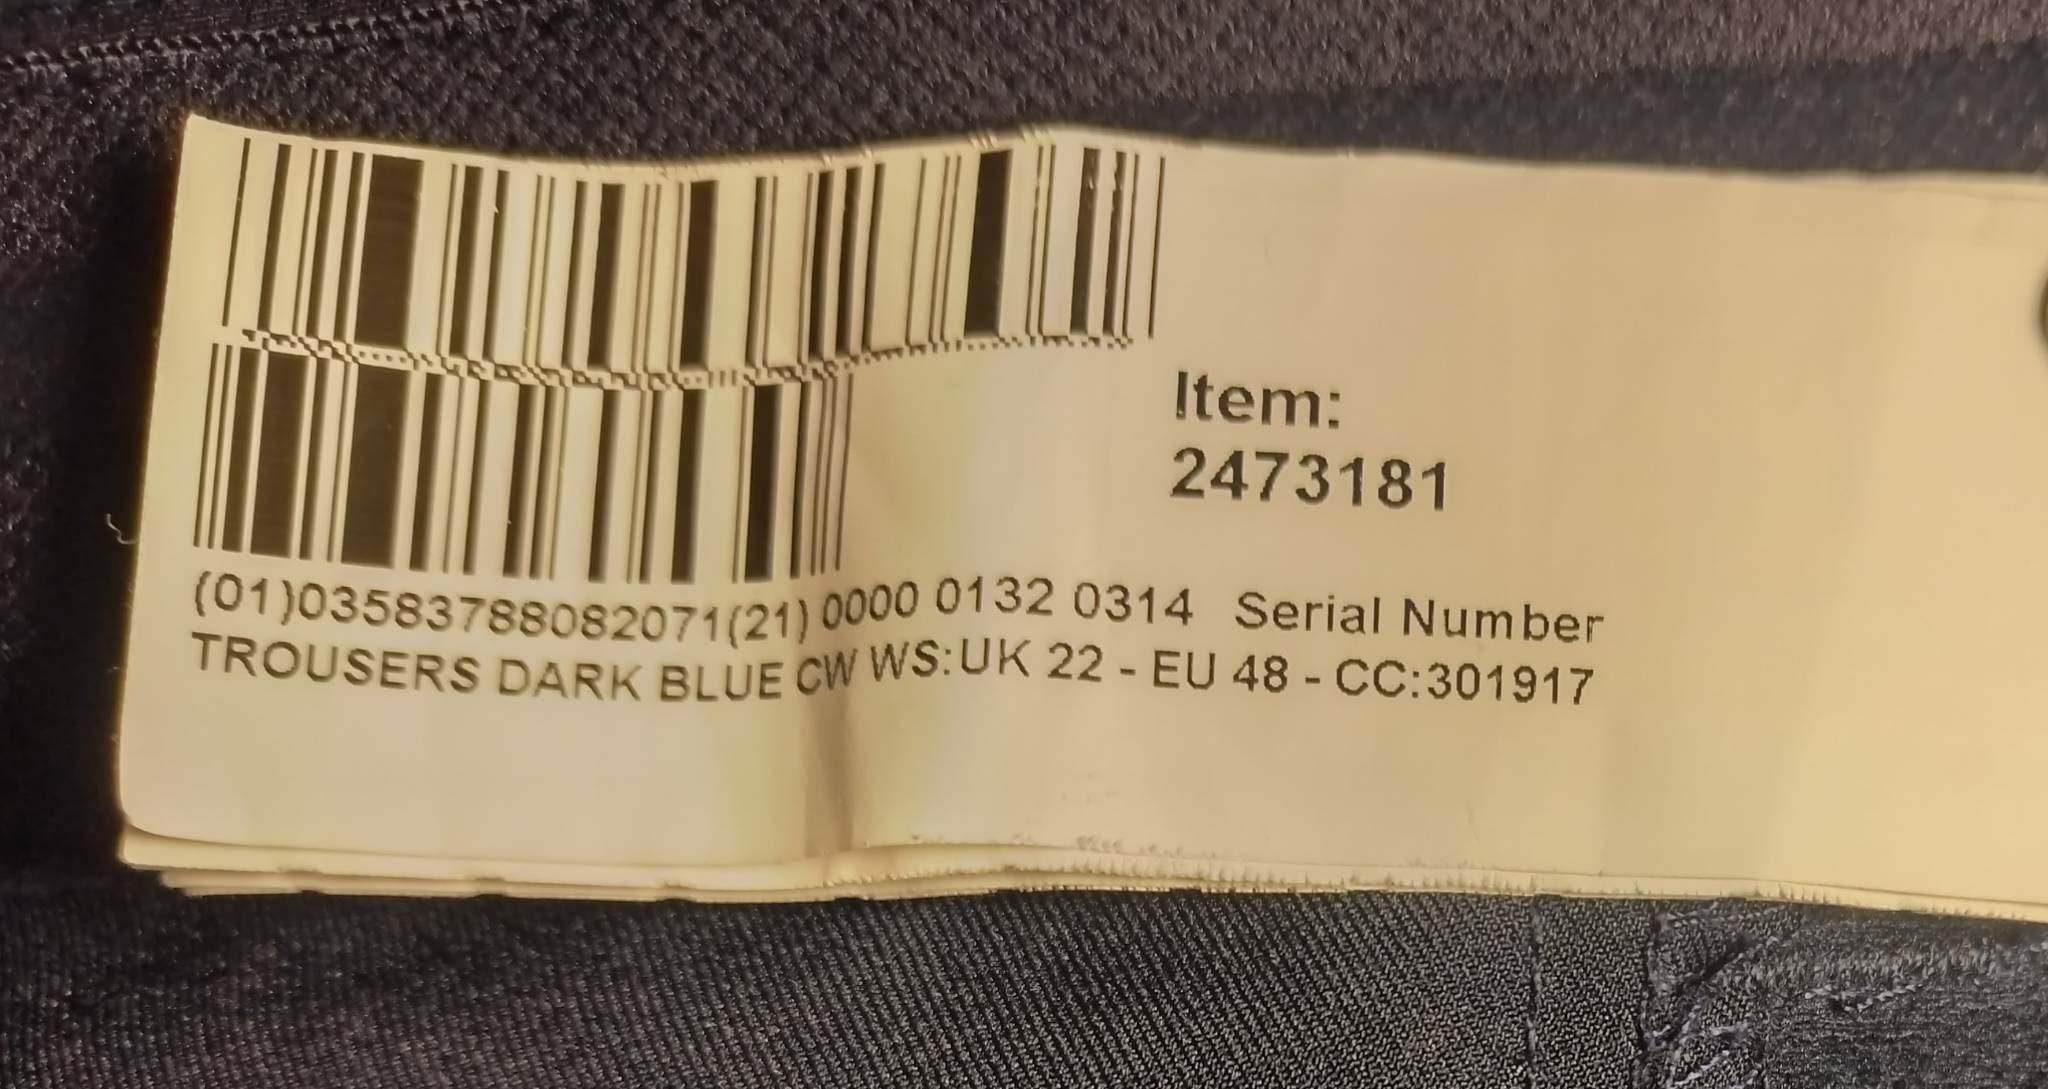 Item:
2473181
(01)03583788082071(21) 0000 0132 0314 Serial Number
TROUSERS DARK BLUE CW WS:UK 22 - EU 48 - CC:301917